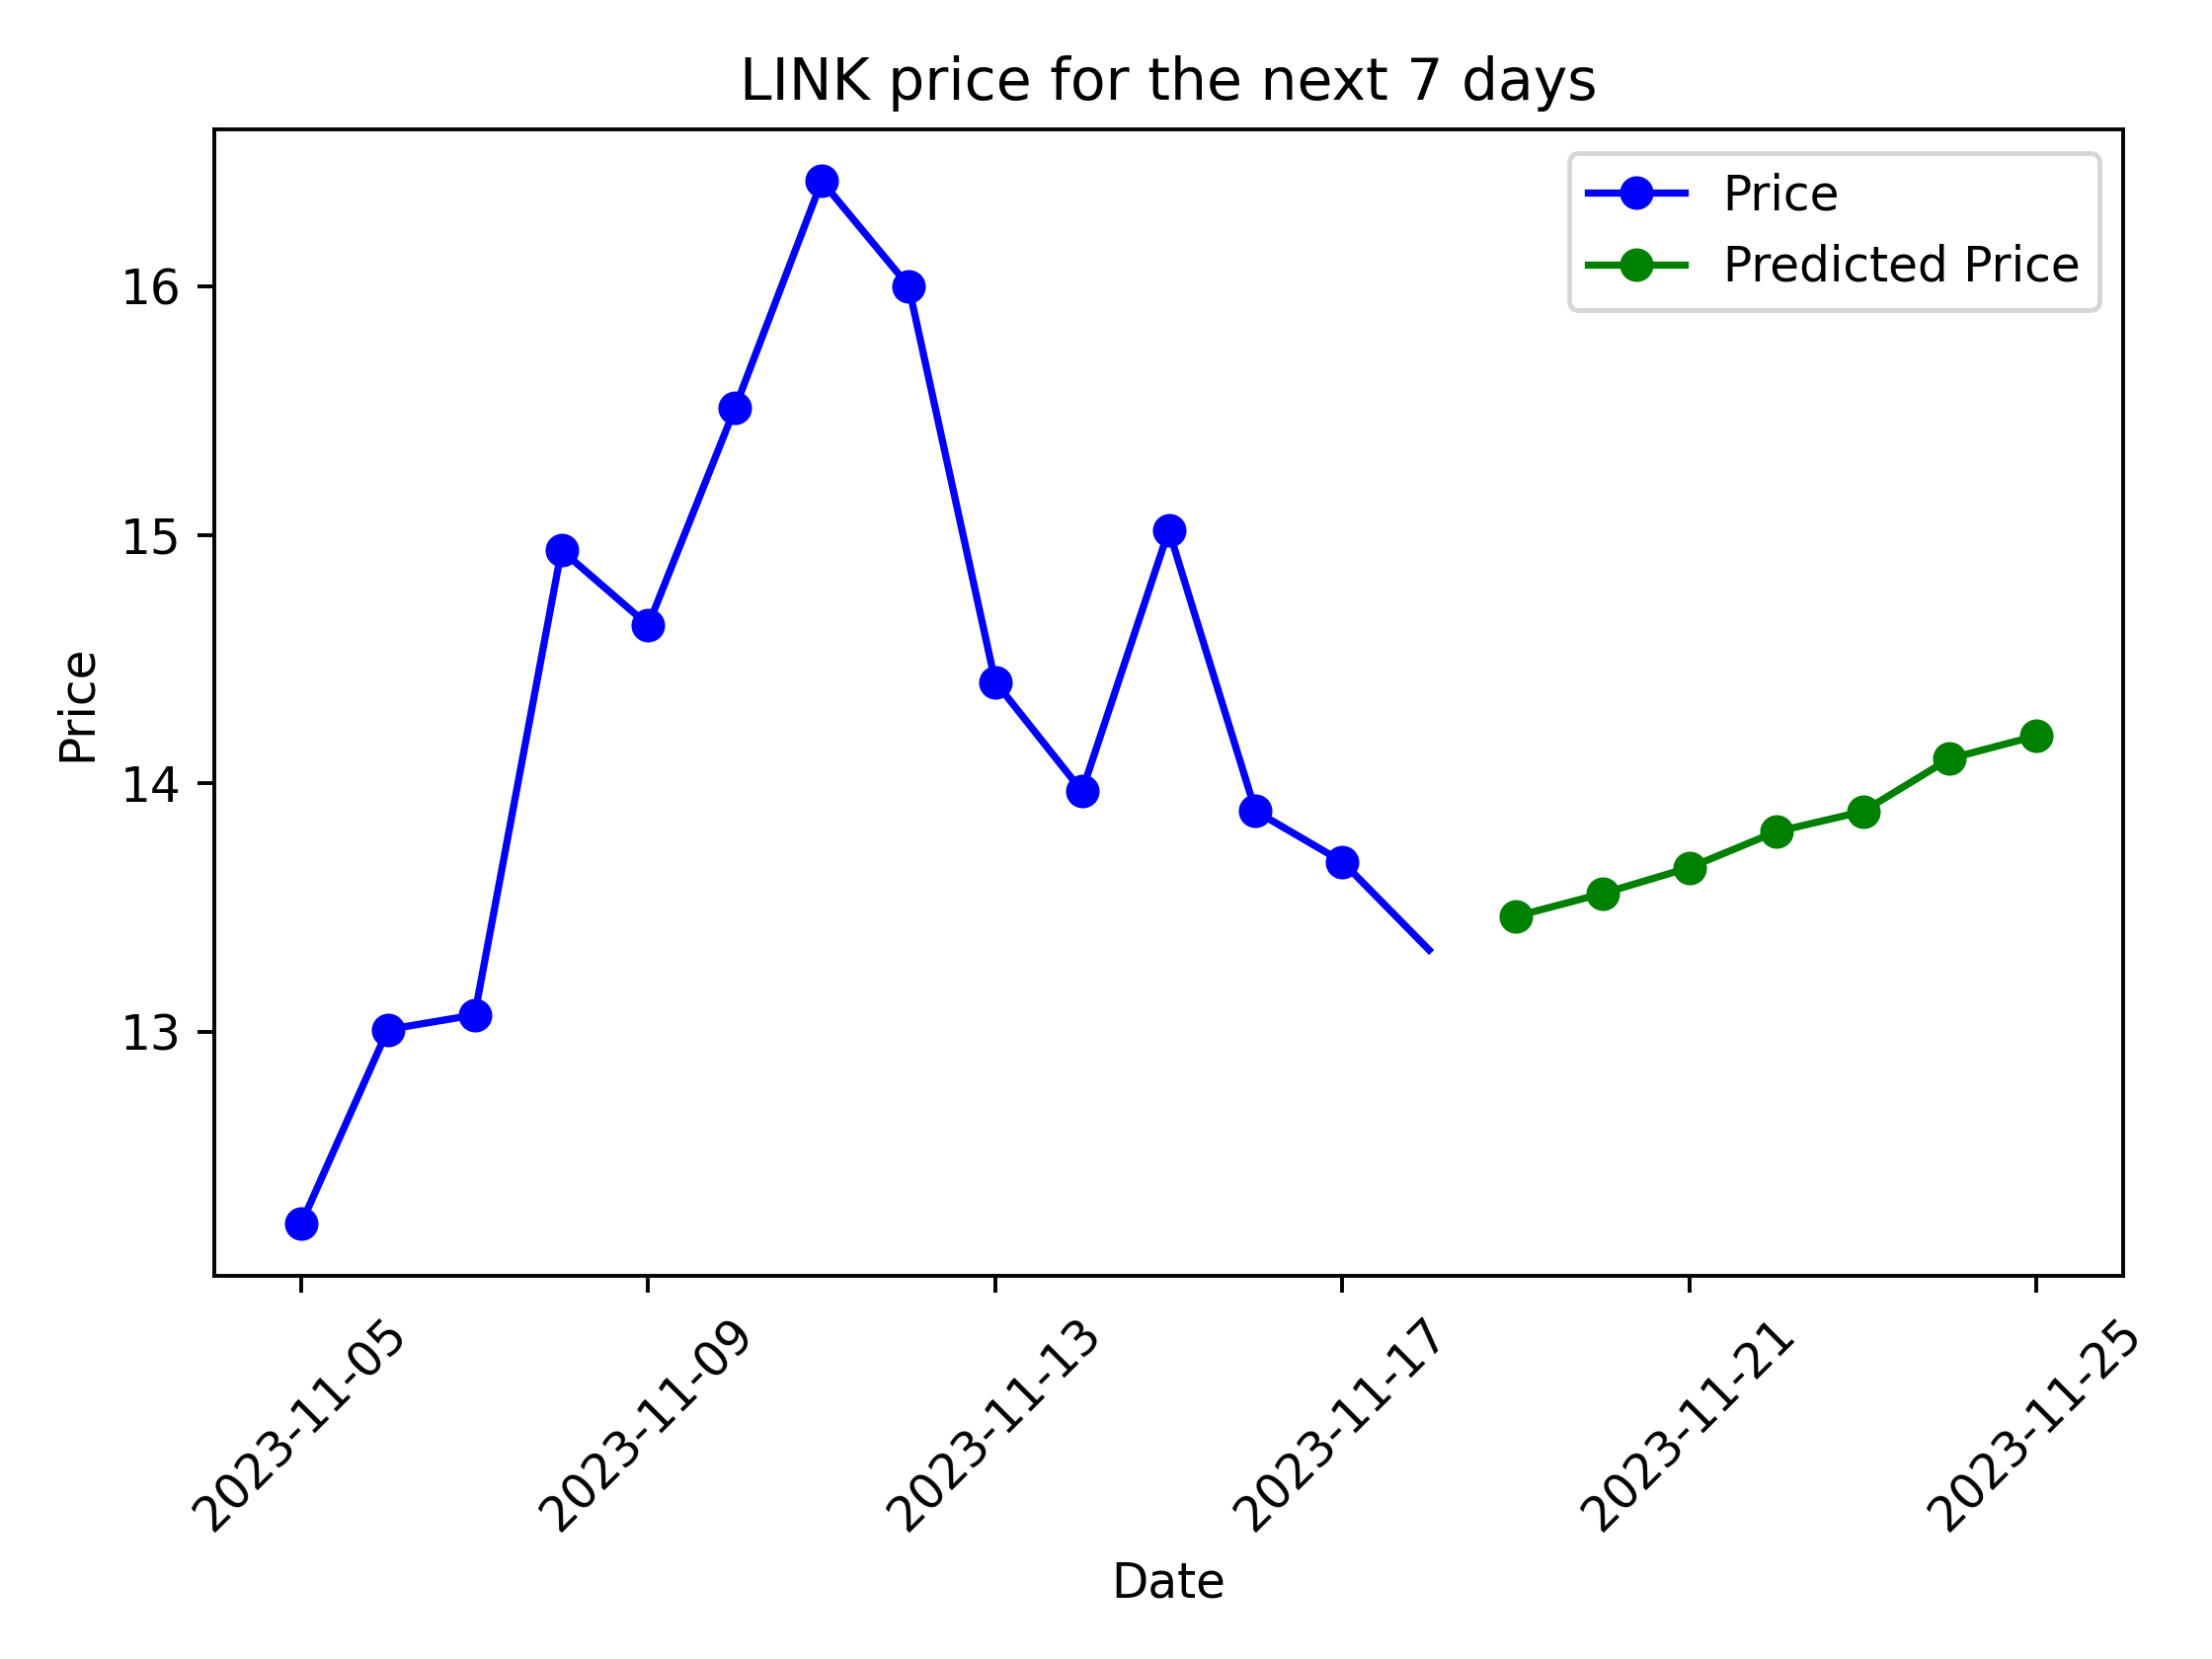 LINK price for the next 7 days
Price
Predicted Price
16
15
14
13
Price
2023-11-05
2023-11-09
2023-11-13
2023-11-17
2023-11-21
2023-11-25
Date